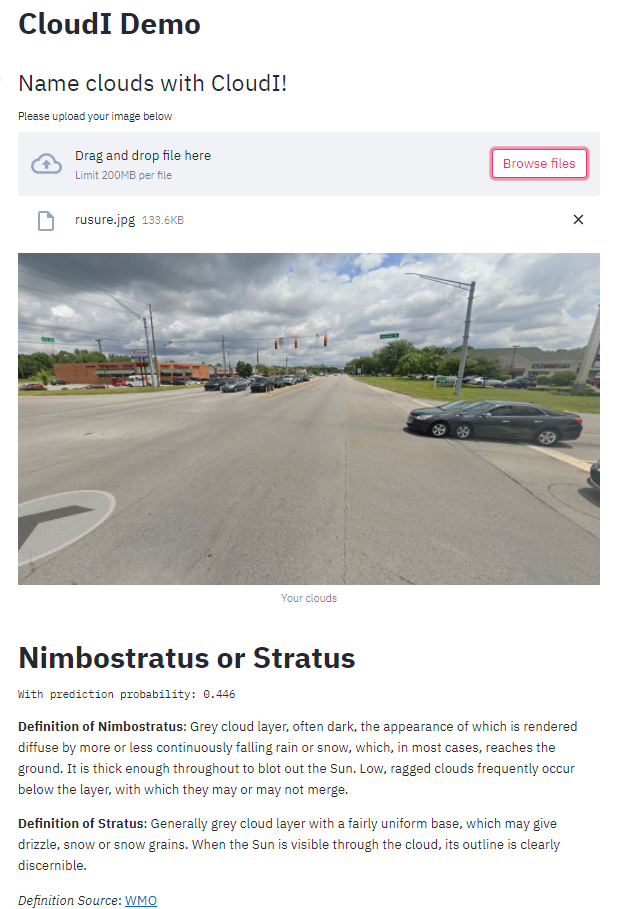 CloudI Demo
Name clouds with CloudI!
Please upload your image below
Drag and drop file here
Limit 200MB per file
Browse files
rusure.jpg 133.6KB
Your clouds
Nimbostratus or Stratus
With prediction probability: 0.446
Definition of Nimbostratus: Grey cloud layer, often dark, the appearance of which is rendered
diffuse by more or less continuously falling rain or snow, which, in most cases, reaches the
ground. It is thick enough throughout to blot out the Sun. Low, ragged clouds frequently occur
below the layer, with which they may or may not merge.
Definition of Stratus: Generally grey cloud layer with a fairly uniform base, which may give
drizzle, snow or snow grains. When the Sun is visible through the cloud, its outline is clearly
discernible.
Definition Source: WMO